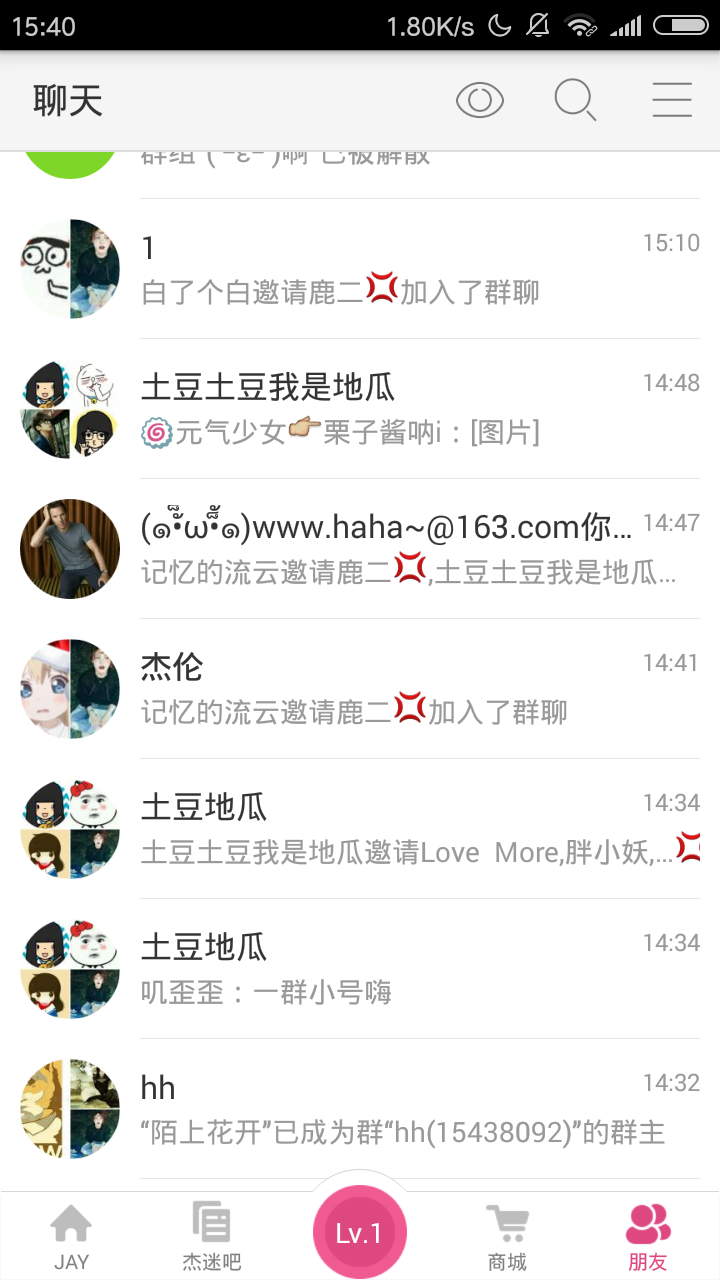 15:40 1.80K/s
聊天
已被解散
1 15:10
白了个白邀请鹿二💢加入了群聊
土豆土豆我是地瓜 14:48
🍥元气少女👉栗子酱呐i：[图片]
(๑•̀ω•́๑)www.haha~@163.com你... 14:47
记忆的流云邀请鹿二💢,土豆土豆我是地瓜...
杰伦 14:41
记忆的流云邀请鹿二💢加入了群聊
土豆地瓜 14:34
土豆土豆我是地瓜邀请Love  More,胖小妖,...💢
土豆地瓜 14:34
叽歪歪：一群小号嗨
hh 14:32
“陌上花开”已成为群“hh(15438092)”的群主
Lv.1
JAY 杰迷吧 商城 朋友